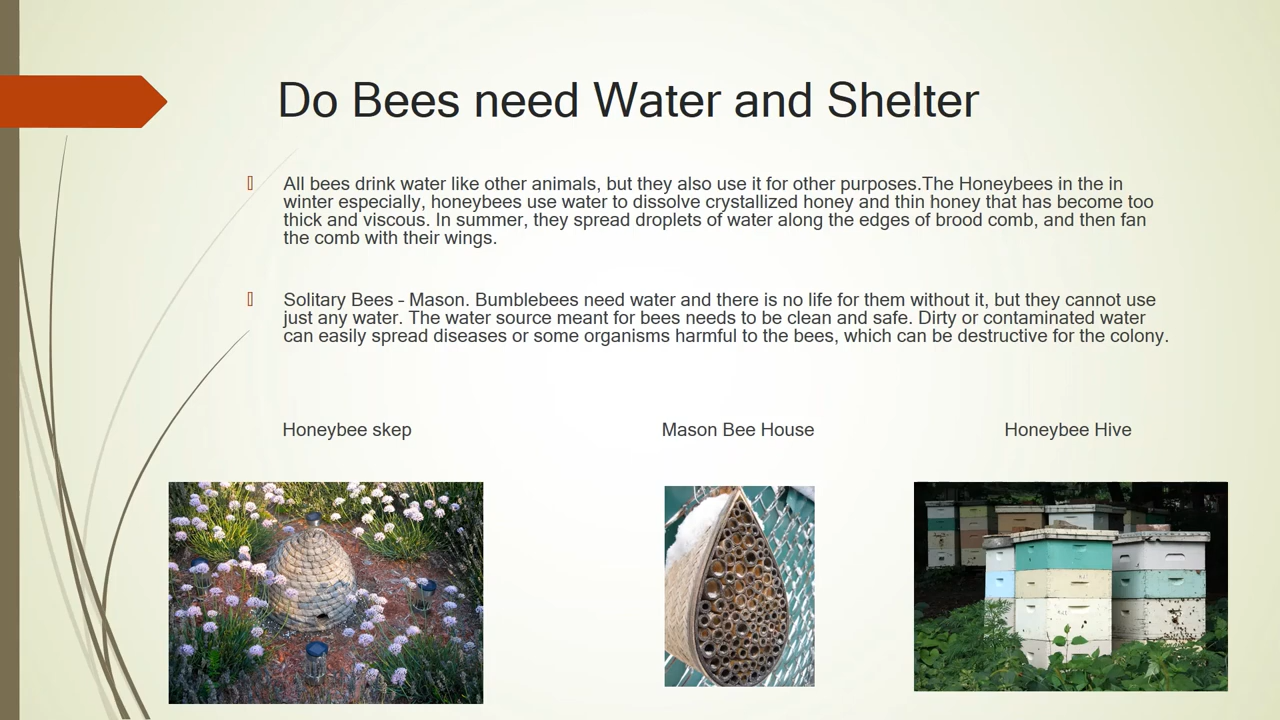 Do Bees need Water and Shelter
All bees drink water like other animals, but they also use it for other purposes.The Honeybees in the in
winter especially, honeybees use water to dissolve crystallized honey and thin honey that has become too
thick and viscous. In summer, they spread droplets of water along the edges of brood comb, and then fan
the comb with their wings.
Solitary Bees - Mason. Bumblebees need water and there is no life for them without it, but they cannot use
just any water. The water source meant for bees needs to be clean and safe. Dirty or contaminated water
can easily spread diseases or some organisms harmful to the bees, which can be destructive for the colony.
Honeybee skep
Mason Bee House
Honeybee Hive